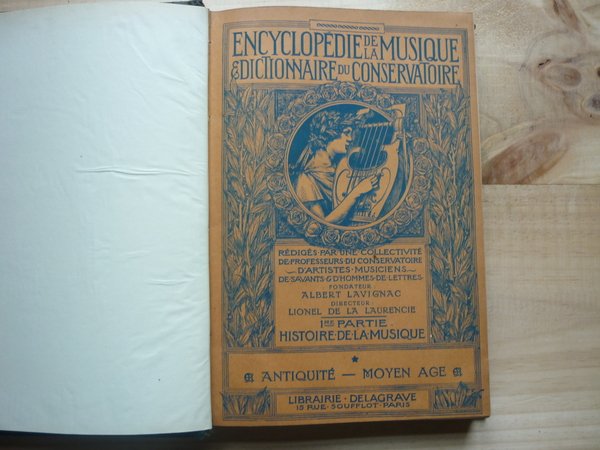 ENCYCLOPÉDIE DE LA MUSIQUE
& DICTIONNAIRE DU CONSERVATOIRE
RÉDIGÉS · PAR · UNE · COLLECTIVITÉ
DE · PROFESSEURS · DU · CONSERVATOIRE
D'ARTISTES · MUSICIENS
DE · SAVANTS · & D'HOMMES · DE · LETTRES
FONDATEUR
ALBERT LAVIGNAC
DIRECTEUR :
LIONEL DE LA LAURENCIE
1RE PARTIE
HISTOIRE · DE · LA · MUSIQUE
*
ANTIQUITÉ — MOYEN AGE
LIBRAIRIE · DELAGRAVE
15 RUE · SOUFFLOT · PARIS